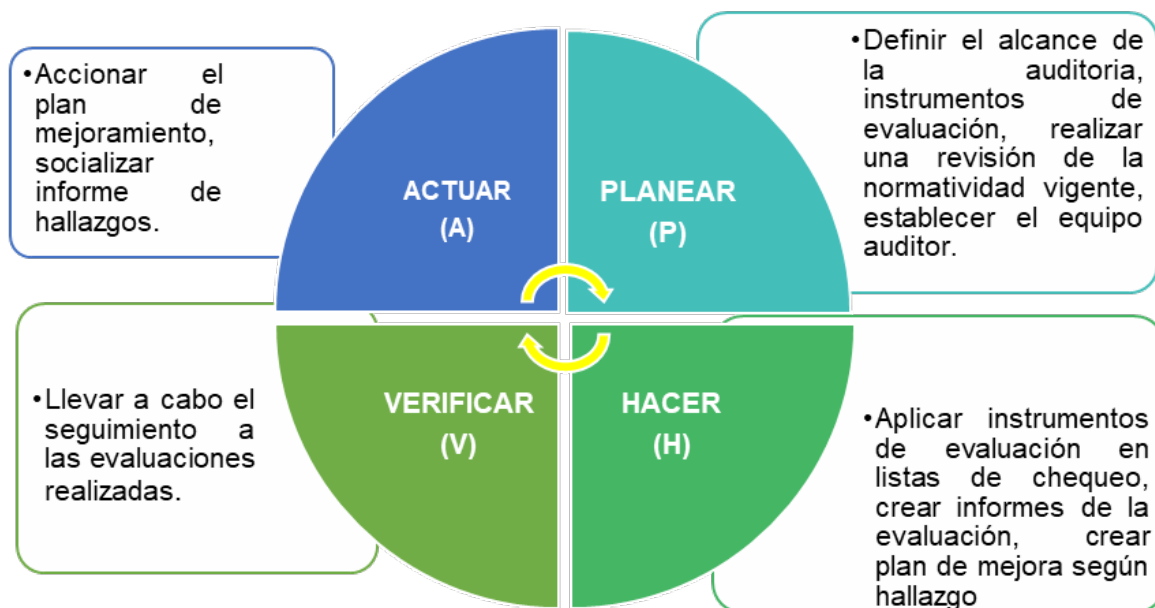 •Accionar el
plan de
mejoramiento,
socializar
informe de
hallazgos.
ACTUAR
(A)
PLANEAR
(P)
•Definir el alcance de
la auditoria,
instrumentos de
evaluación, realizar
una revisión de la
normatividad vigente,
establecer el equipo
auditor.
•Llevar a cabo el
seguimiento a
las evaluaciones
realizadas.
VERIFICAR
(V)
HACER
(H)
•Aplicar instrumentos
de evaluación en
listas de chequeo,
crear informes de la
evaluación, crear
plan de mejora según
hallazgo